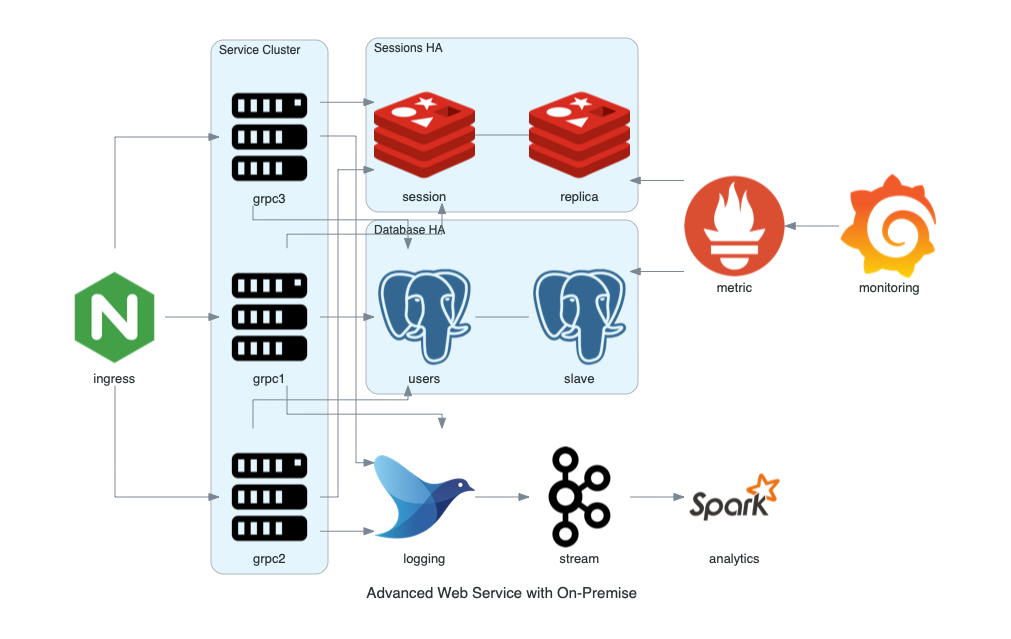 Service Cluster
Sessions HA
grpc3
session
replica
Database HA
metric
monitoring
N
ingress
grpc1
users
slave
Spark
grpc2
logging
stream
analytics
Advanced Web Service with On-Premise